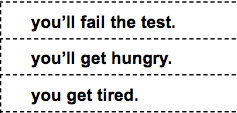 you’ll fail the test.
you’ll get hungry.
you get tired.